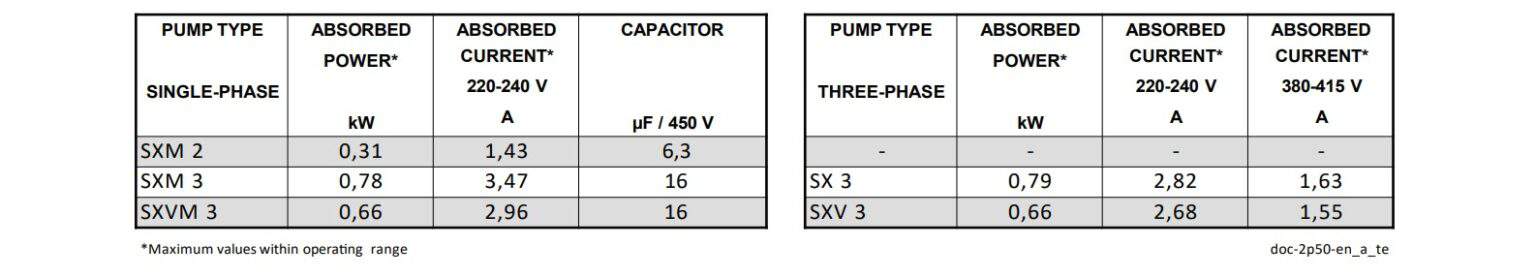 PUMP TYPE ABSORBED ABSORBED CAPACITOR
POWER* CURRENT*
SINGLE-PHASE 220-240 V
kW A µF / 450 V
SXM 2 0,31 1,43 6,3
SXM 3 0,78 3,47 16
SXVM 3 0,66 2,96 16
*Maximum values within operating range
PUMP TYPE ABSORBED ABSORBED ABSORBED
POWER* CURRENT* CURRENT*
THREE-PHASE 220-240 V 380-415 V
kW A A
- - - -
SX 3 0,79 2,82 1,63
SXV 3 0,66 2,68 1,55
doc-2p50-en_a_te